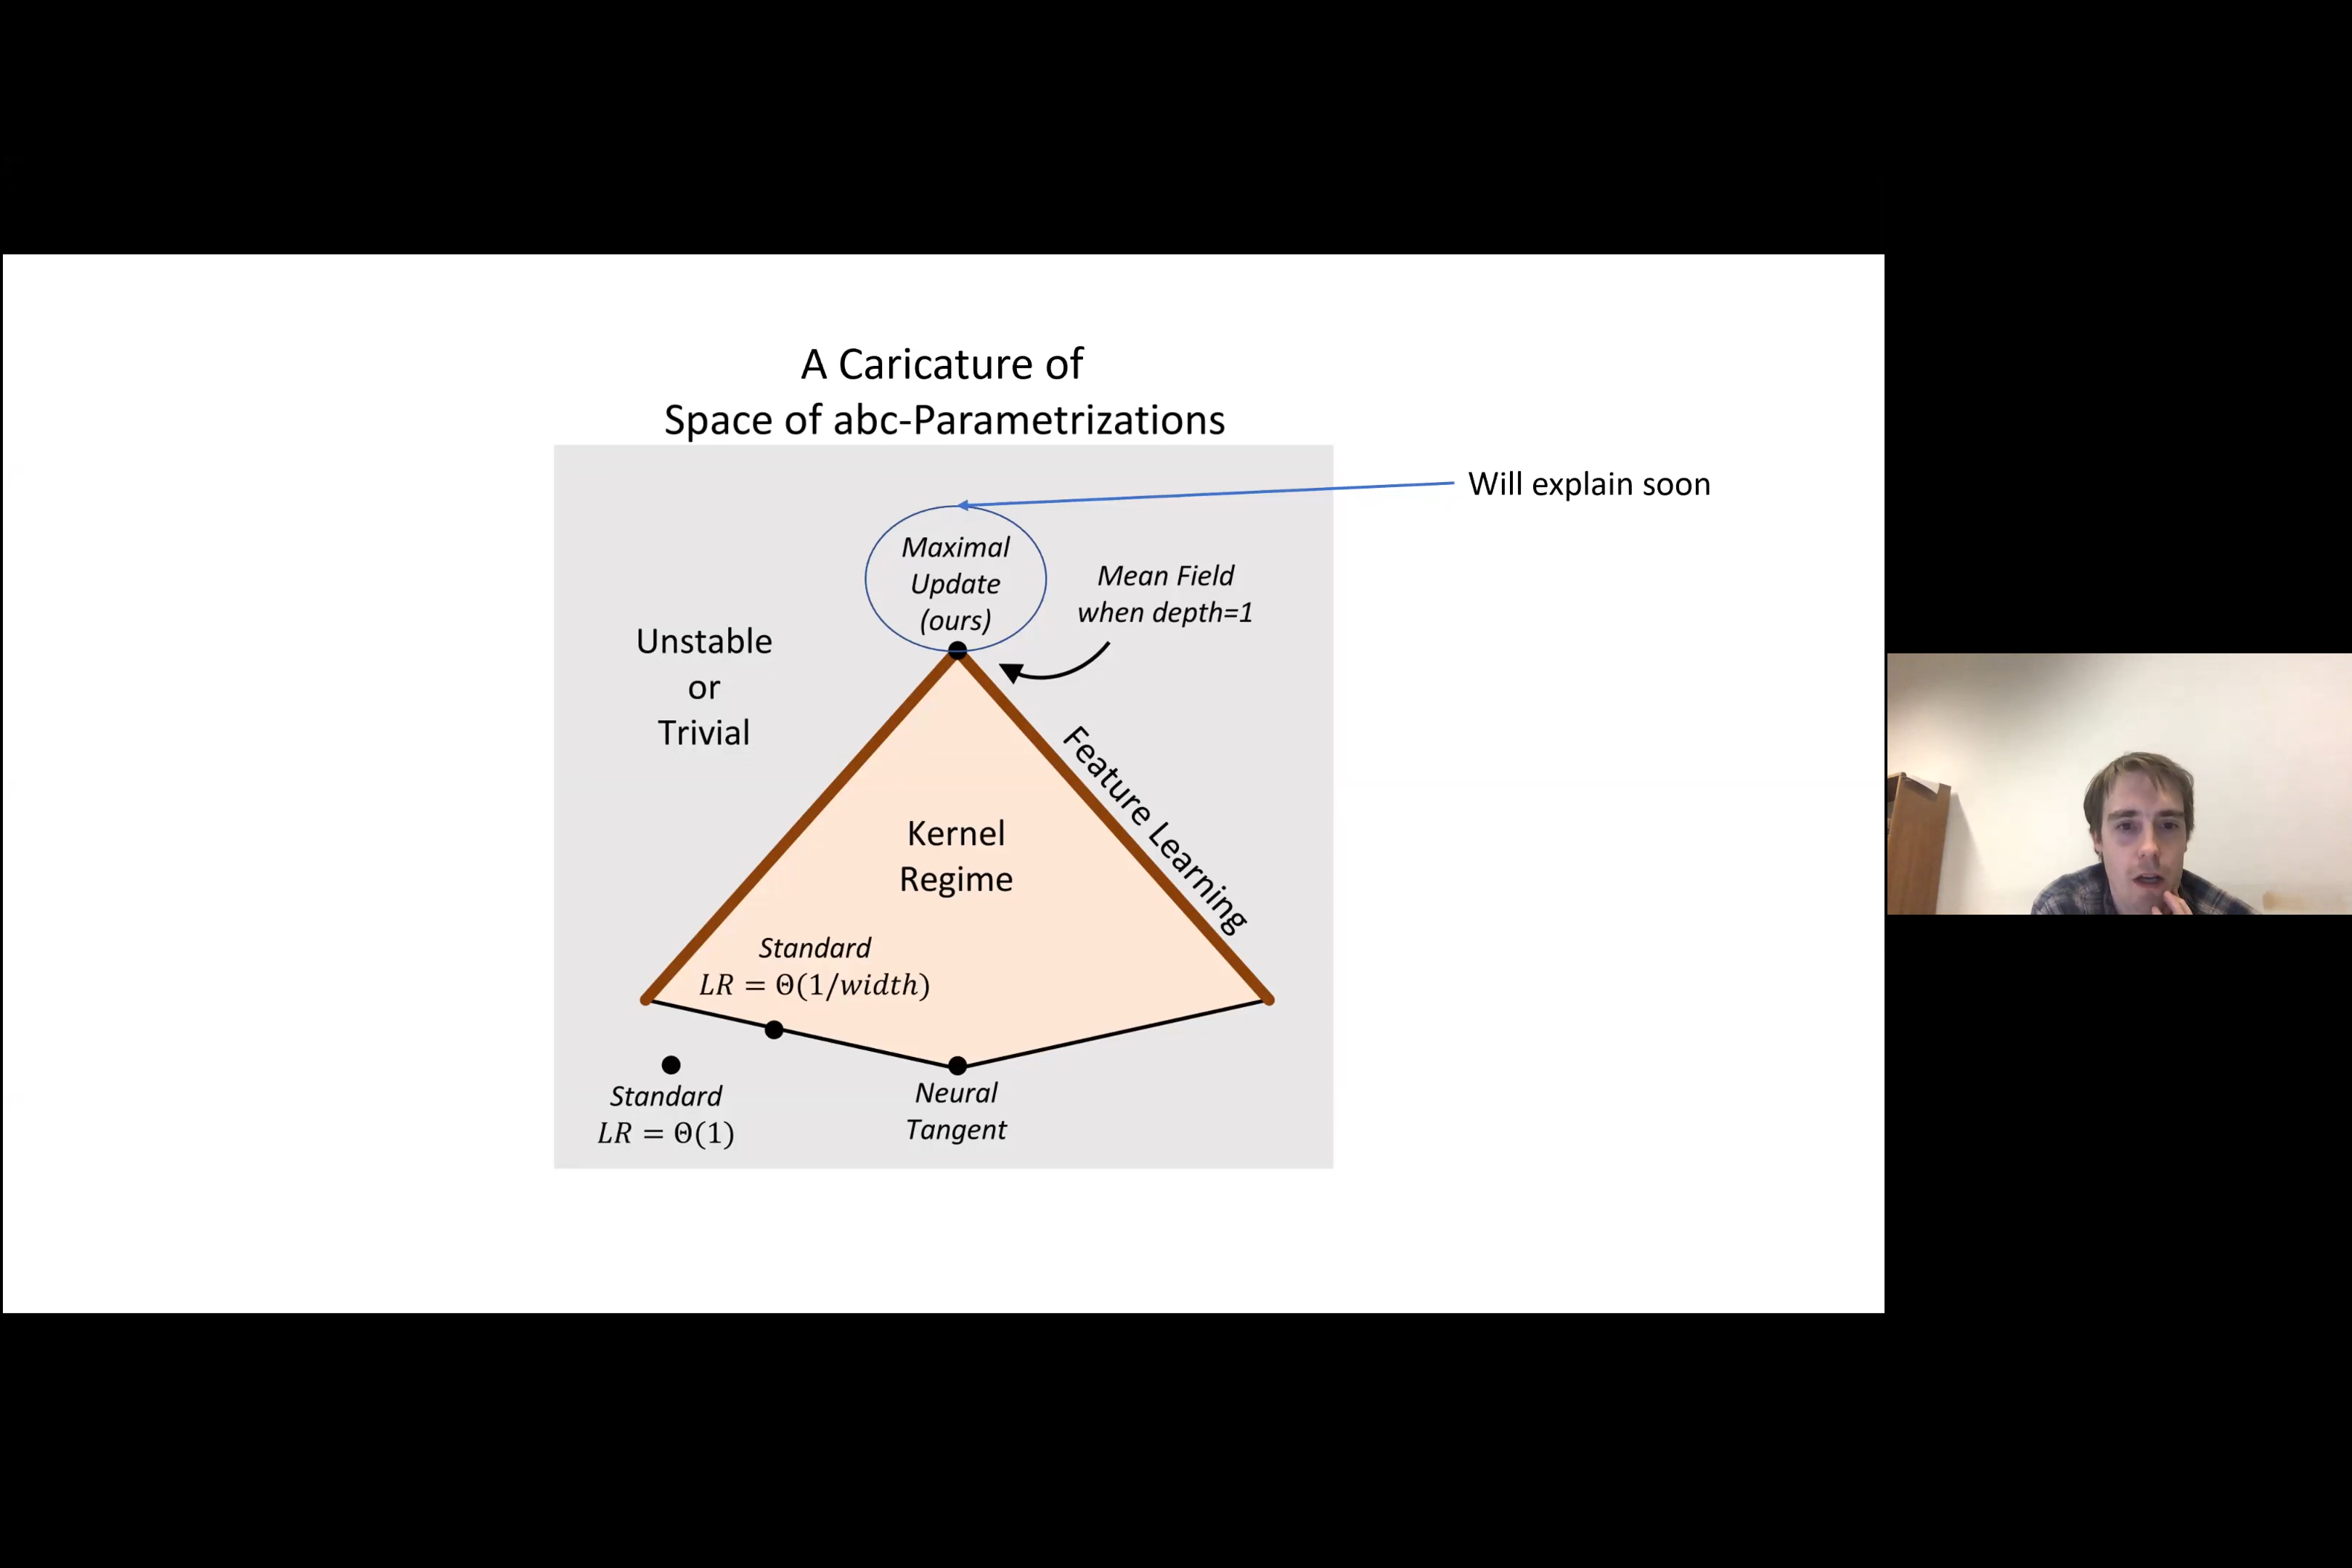 A Caricature of
Space of abc-Parametrizations
Will explain soon
Maximal
Update
(ours)
Mean Field
when depth=1
Unstable
or
Trivial
Feature Learning
Kernel
Regime
Standard
LR = Θ(1/width)
Standard
LR = Θ(1)
Neural
Tangent